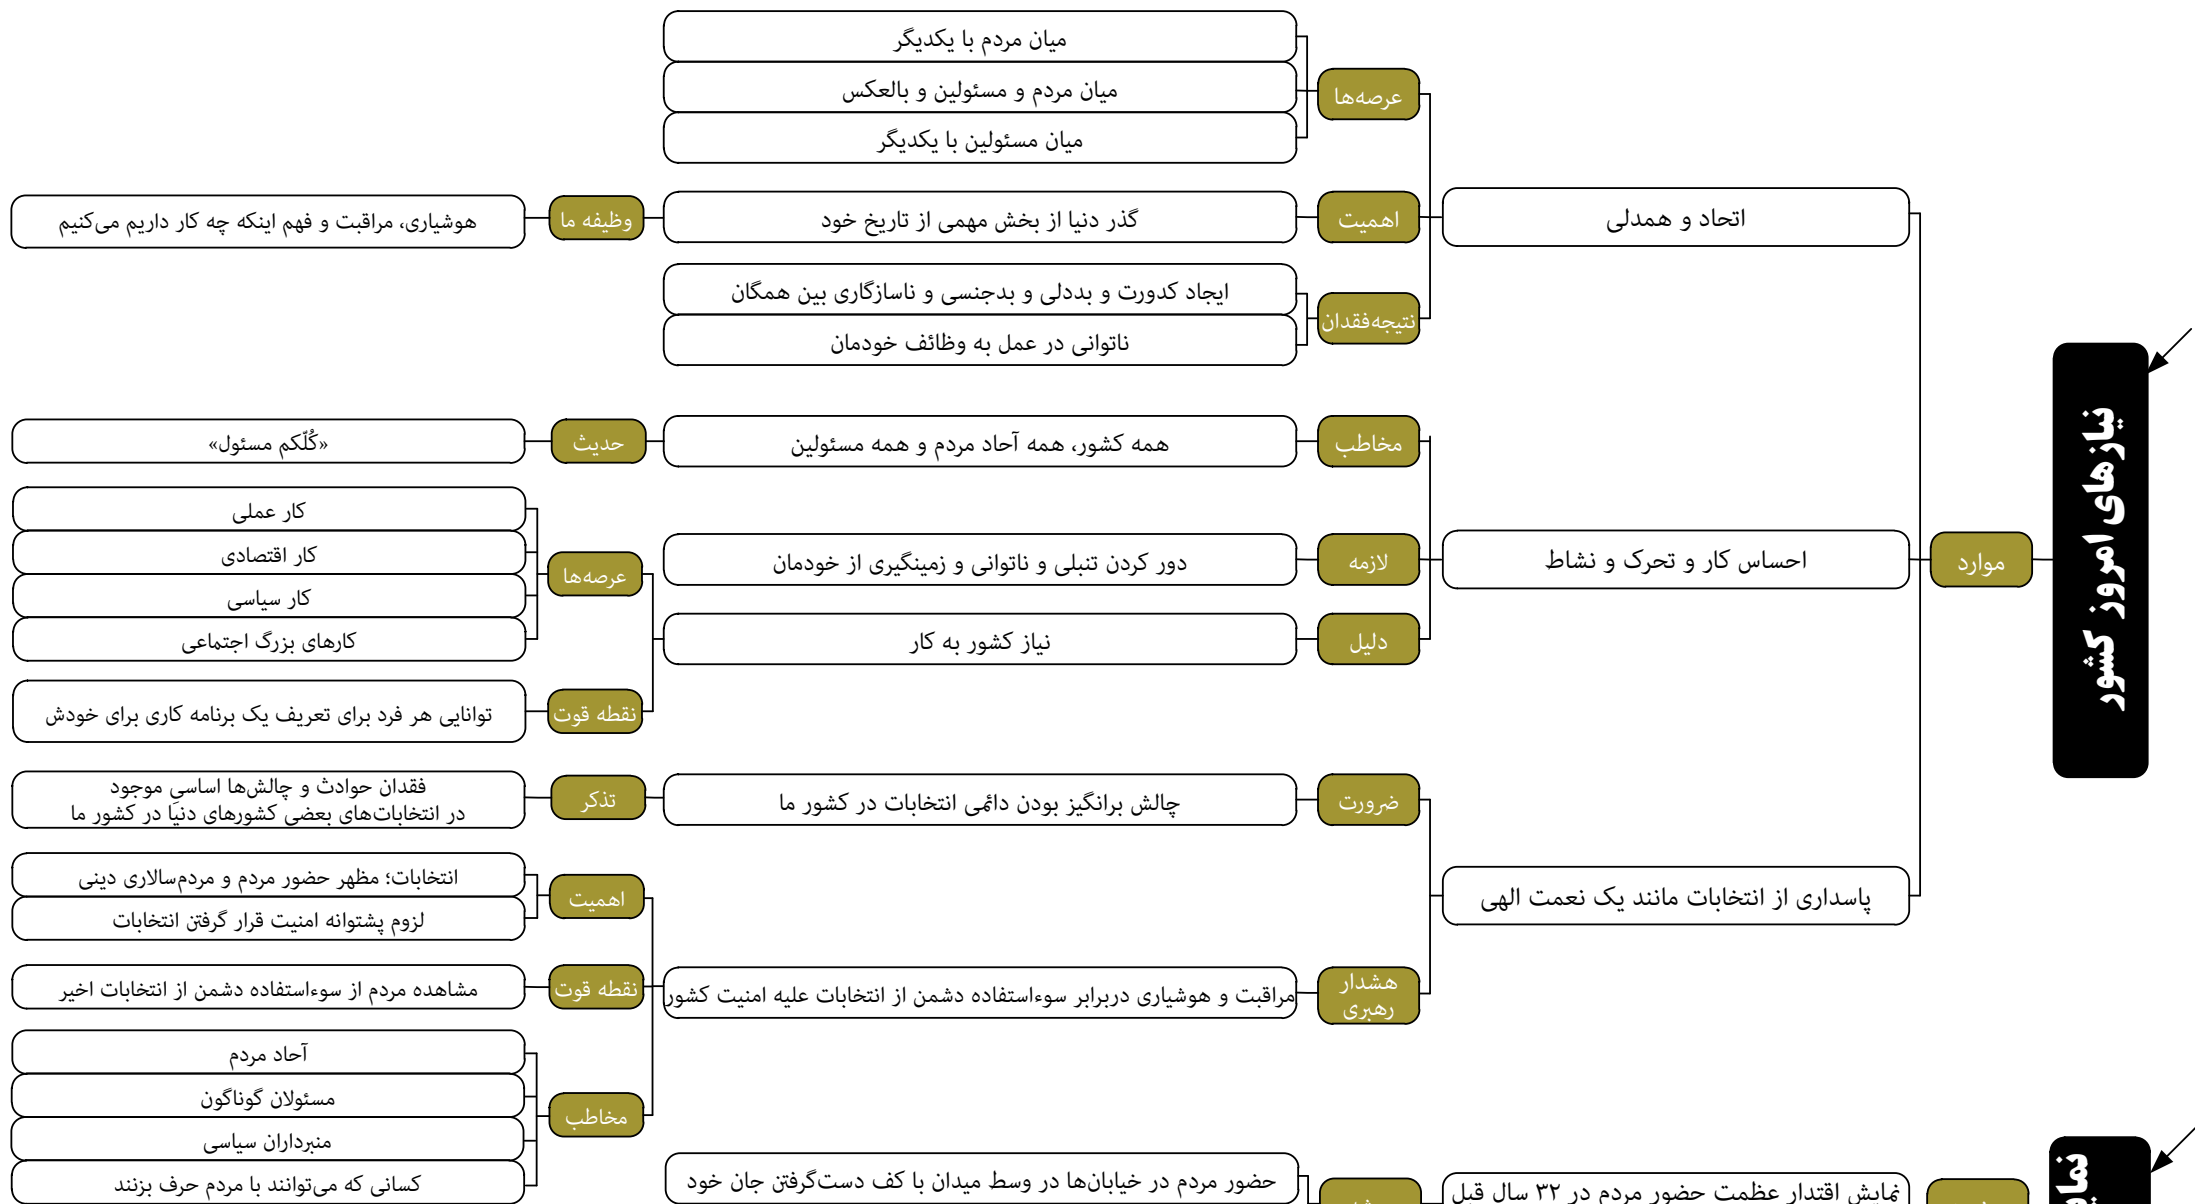 نیازهای امروز کشور
موارد
اتحاد و همدلی
عرصه‌ها
میان مردم با یکدیگر
میان مردم و مسئولین و بالعکس
میان مسئولین با یکدیگر
اهمیت
گذر دنیا از بخش مهمی از تاریخ خود
وظیفه ما
هوشیاری، مراقبت و فهم اینکه چه کار داریم می‌کنیم
نتیجه‌فقدان
ایجاد کدورت و بددلی و بدجنسی و ناسازگاری بین همگان
ناتوانی در عمل به وظائف خودمان
احساس کار و تحرک و نشاط
مخاطب
همه کشور، همه آحاد مردم و همه مسئولین
حدیث
«کُلّکم مسئول»
لازمه
دور کردن تنبلی و ناتوانی و زمینگیری از خودمان
دلیل
نیاز کشور به کار
عرصه‌ها
کار عملی
کار اقتصادی
کار سیاسی
کارهای بزرگ اجتماعی
نقطه قوت
توانایی هر فرد برای تعریف یک برنامه کاری برای خودش
پاسداری از انتخابات مانند یک نعمت الهی
ضرورت
چالش برانگیز بودن دائمی انتخابات در کشور ما
تذکر
فقدان حوادث و چالش‌ها اساسیِ موجود
در انتخابات‌های بعضی کشورهای دنیا در کشور ما
هشدار
رهبری
مراقبت و هوشیاری دربرابر سوءاستفاده دشمن از انتخابات علیه امنیت کشور
اهمیت
انتخابات؛ مظهر حضور مردم و مردم‌سالاری دینی
لزوم پشتوانه امنیت قرار گرفتن انتخابات
نقطه قوت
مشاهده مردم از سوءاستفاده دشمن از انتخابات اخیر
مخاطب
آحاد مردم
مسئولان گوناگون
منبرداران سیاسی
کسانی که می‌توانند با مردم حرف بزنند
نمایش اقتدار عظمت حضور مردم در ۳۲ سال قبل
حضور مردم در خیابان‌ها در وسط میدان با کف دست‌گرفتن جان خود